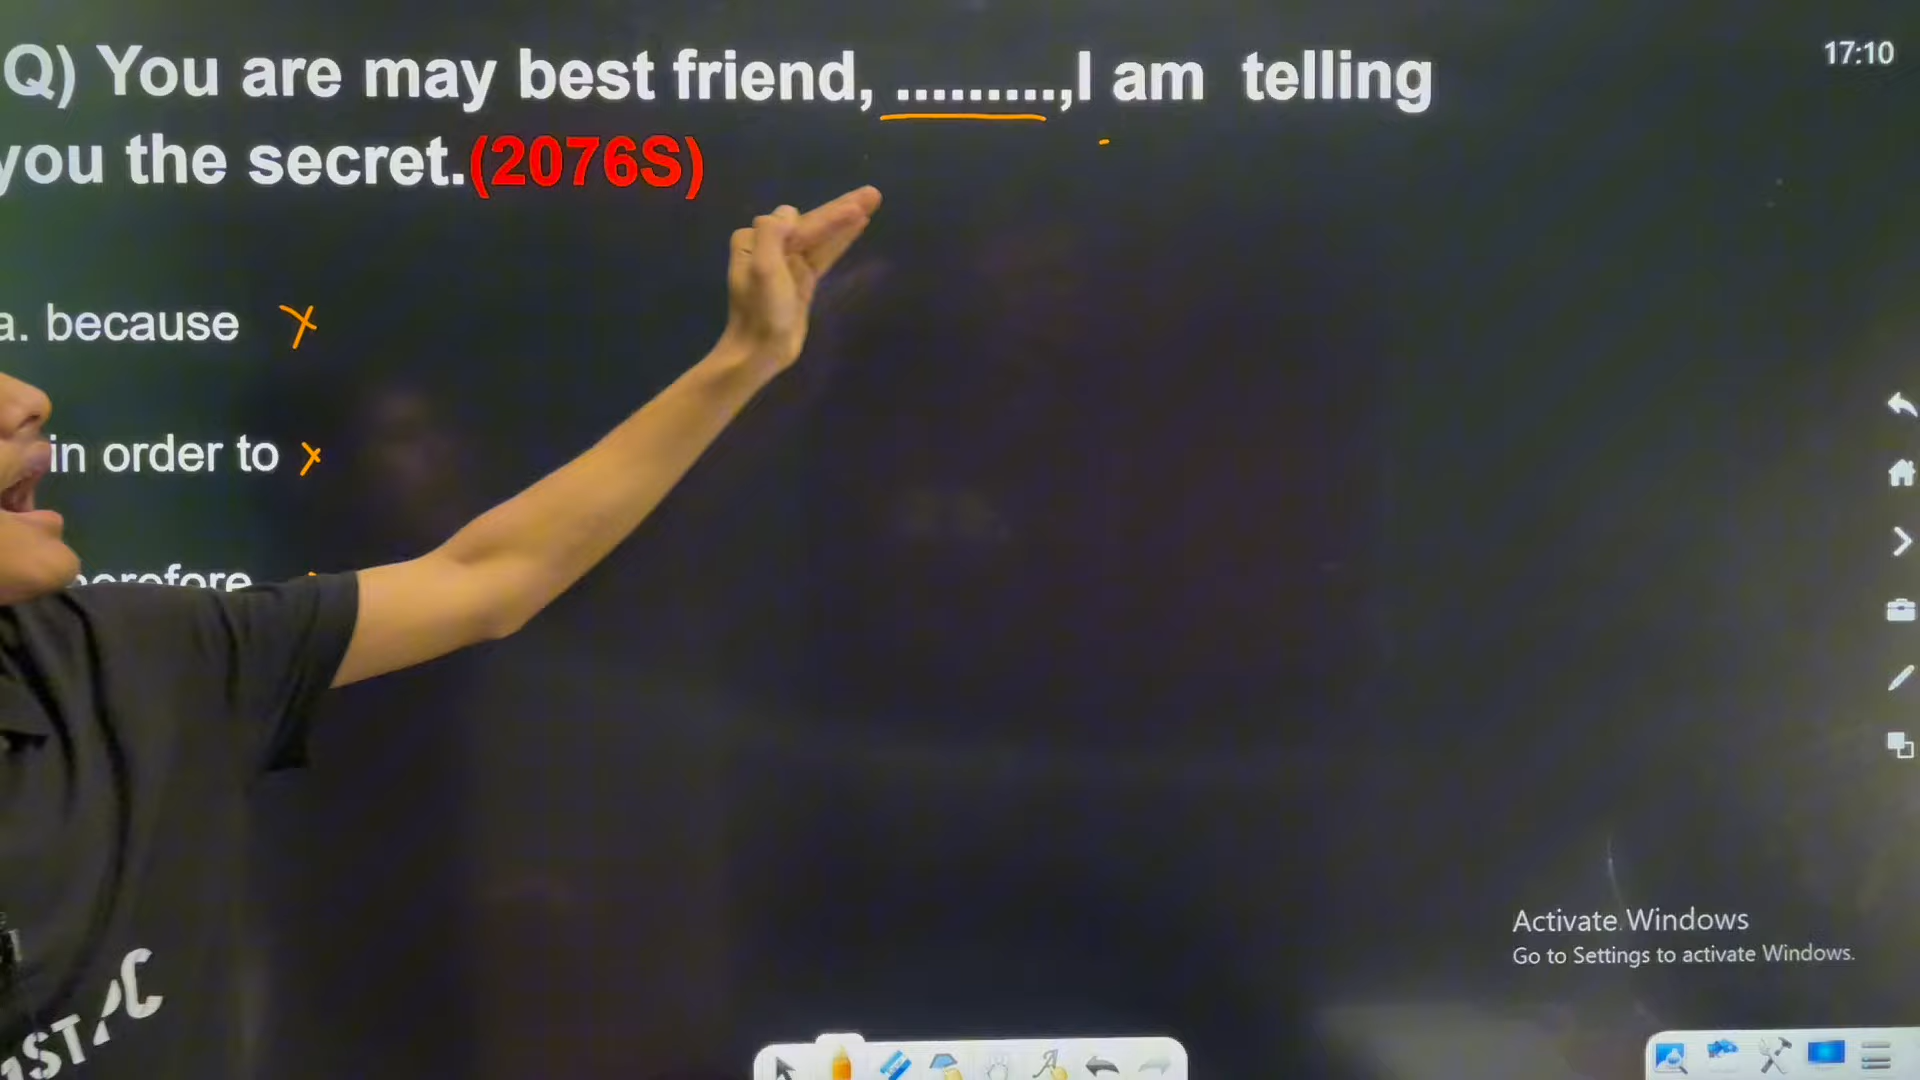 Q) You are may best friend, ..........,I am telling
you the secret.(2076S)
17:10
a. because
in order to
Activate Windows
Go to Settings to activate Windows.